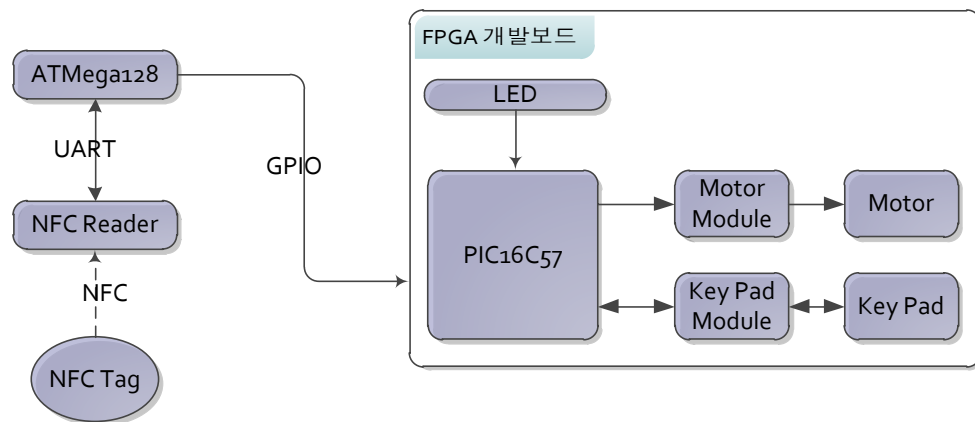 FPGA 개발보드
ATMega128
LED
UART
GPIO
NFC Reader
PIC16C57
Motor
Module
Motor
NFC
Key Pad
Module
Key Pad
NFC Tag